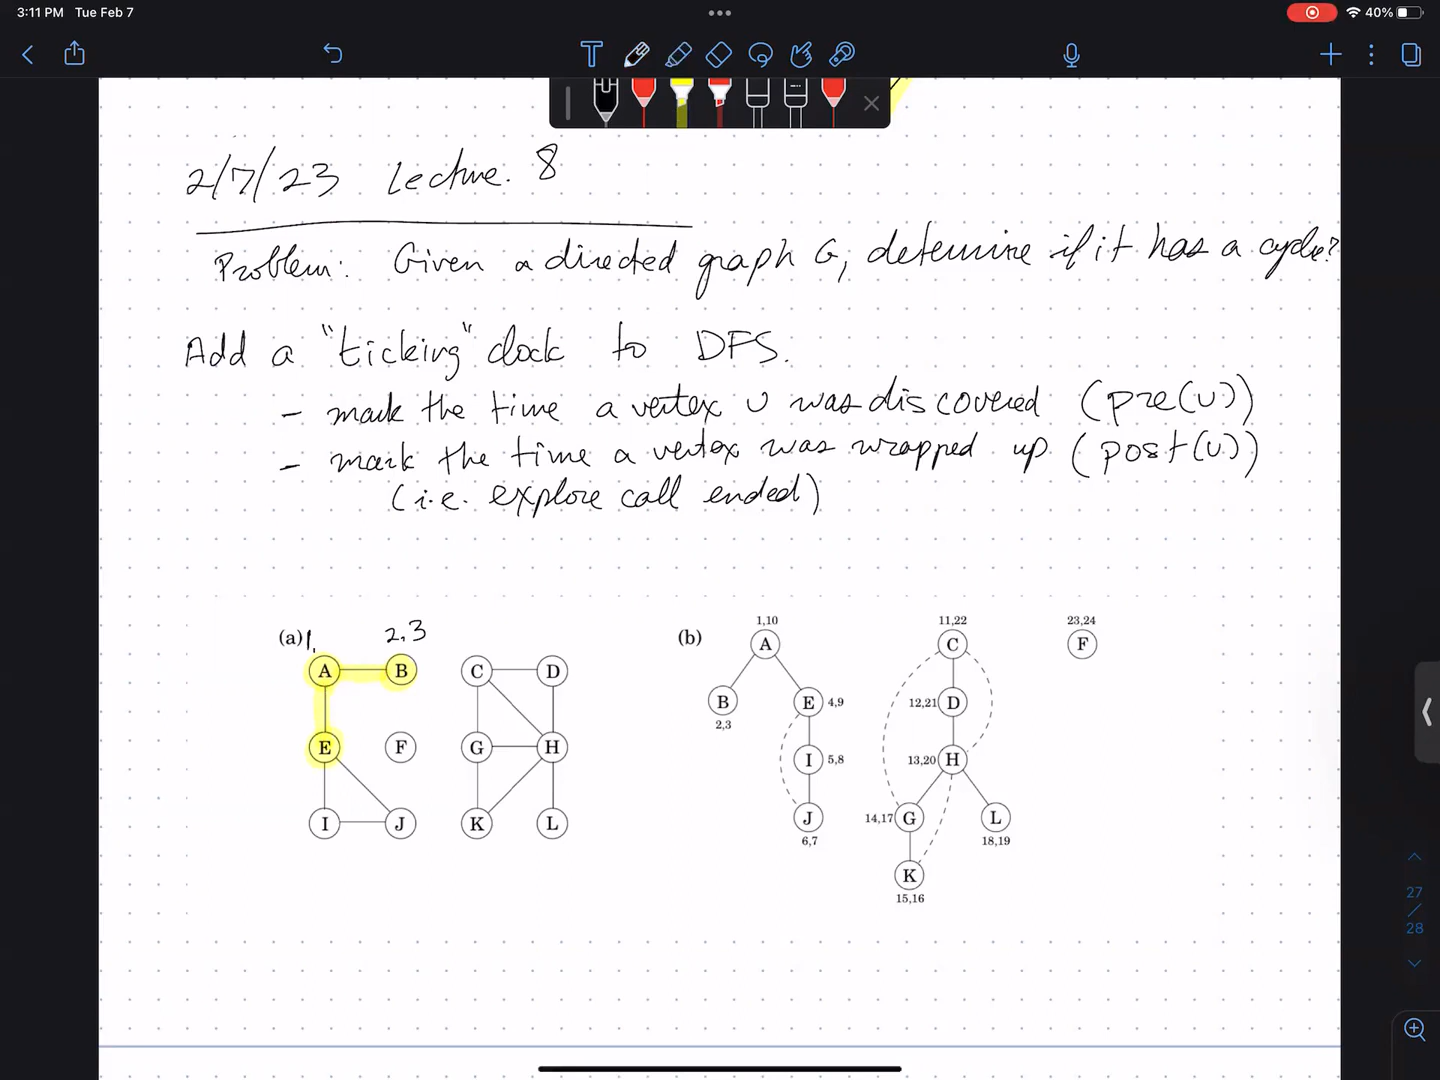 3:11 PM Tue Feb 7
40%
2/7/23 Lecture. 8
Problem: Given a directed graph G, determine if it has a cycle?
Add a "ticking" clock to DFS.
- mark the time a vertex u was discovered (pre(u))
- mark the time a vertex was wrapped up (post(u))
(i.e. explore call ended)
(a) 1, 2,3
A B C D
E F G H
I J K L
(b)
1,10 11,22 23,24
A C F
B E 4,9 12,21 D
2,3
I 5,8 13,20 H
J 14,17 G L
6,7 18,19
K
15,16
27
/
28